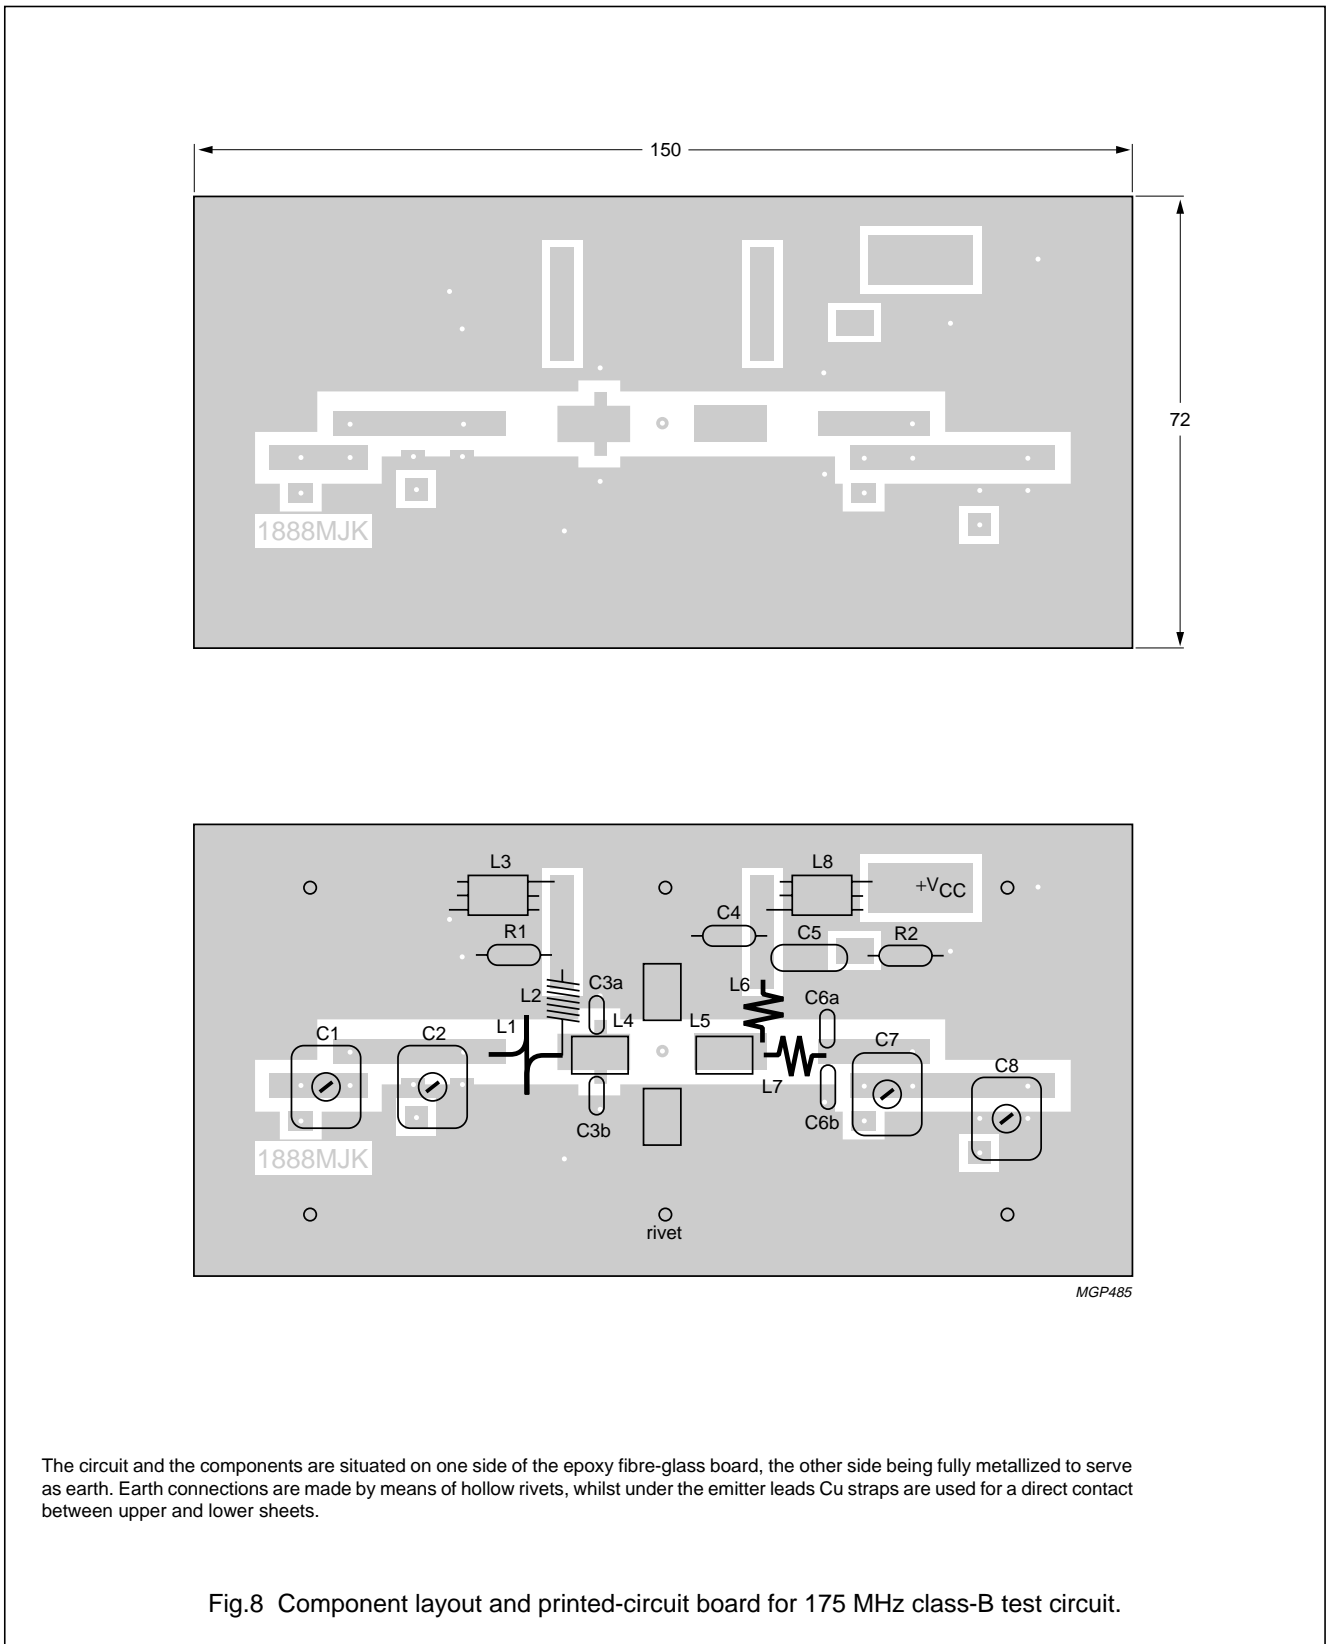 150
72
1888MJK
L3
L8
+VCC
C4
R1
C5
R2
C3a
L6
L2
C6a
L1
L4
L5
C1
C2
C7
C8
L7
C3b
C6b
1888MJK
rivet
MGP485
The circuit and the components are situated on one side of the epoxy fibre-glass board, the other side being fully metallized to serve
as earth. Earth connections are made by means of hollow rivets, whilst under the emitter leads Cu straps are used for a direct contact
between upper and lower sheets.
Fig.8 Component layout and printed-circuit board for 175 MHz class-B test circuit.